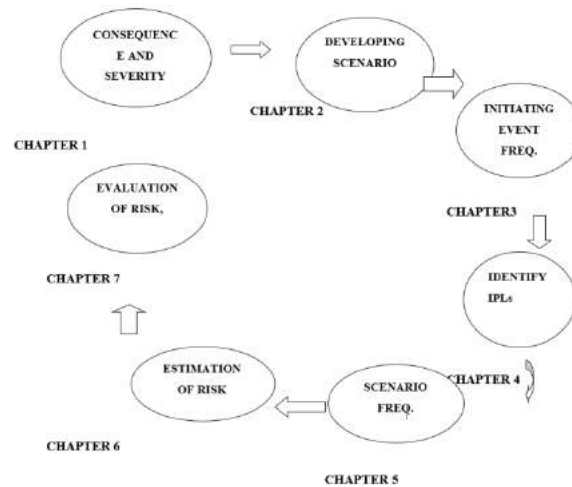 CONSEQUENC
E AND
SEVERITY
CHAPTER 1
DEVELOPING
SCENARIO
CHAPTER 2
INITIATING
EVENT
FREQ.
CHAPTER3
IDENTIFY
IPLs
CHAPTER 4
SCENARIO
FREQ.
CHAPTER 5
ESTIMATION
OF RISK
CHAPTER 6
EVALUATION
OF RISK,
CHAPTER 7